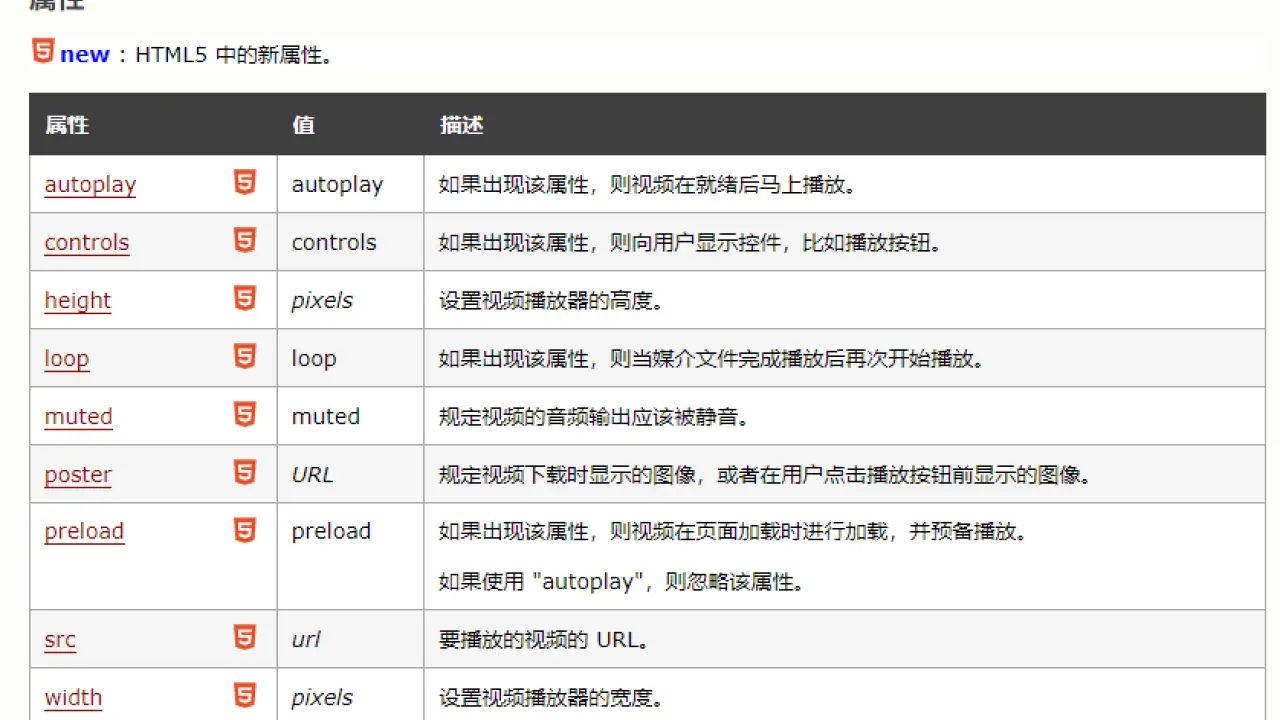 属性
5 new : HTML5 中的新属性。
属性 值 描述
autoplay 5 autoplay 如果出现该属性，则视频在就绪后马上播放。
controls 5 controls 如果出现该属性，则向用户显示控件，比如播放按钮。
height 5 pixels 设置视频播放器的高度。
loop 5 loop 如果出现该属性，则当媒介文件完成播放后再次开始播放。
muted 5 muted 规定视频的音频输出应该被静音。
poster 5 URL 规定视频下载时显示的图像，或者在用户点击播放按钮前显示的图像。
preload 5 preload 如果出现该属性，则视频在页面加载时进行加载，并预备播放。
如果使用 "autoplay"，则忽略该属性。
src 5 url 要播放的视频的 URL。
width 5 pixels 设置视频播放器的宽度。